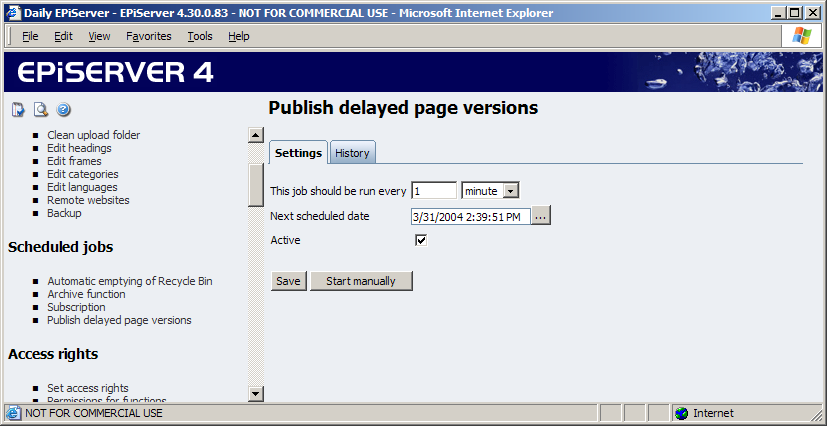 Daily EPiServer - EPiServer 4.30.0.83 - NOT FOR COMMERCIAL USE - Microsoft Internet Explorer
File Edit View Favorites Tools Help
EPiSERVER 4
Publish delayed page versions
Clean upload folder
Edit headings
Edit frames
Edit categories
Edit languages
Remote websites
Backup
Scheduled jobs
Automatic emptying of Recycle Bin
Archive function
Subscription
Publish delayed page versions
Access rights
Set access rights
Permissions for functions
Settings History
This job should be run every 1 minute
Next scheduled date 3/31/2004 2:39:51 PM ...
Active
Save Start manually
NOT FOR COMMERCIAL USE Internet